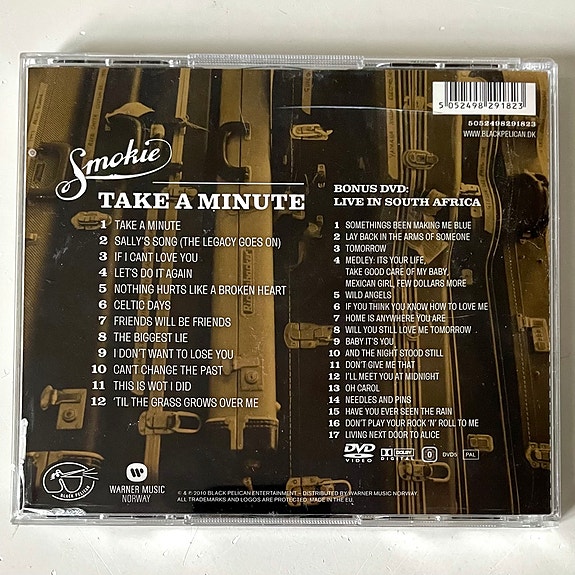 5 052498 291823
5052498291823
WWW.BLACKPELICAN.DK
Smokie
TAKE A MINUTE
1 TAKE A MINUTE
2 SALLY'S SONG (THE LEGACY GOES ON)
3 IF I CANT LOVE YOU
4 LET'S DO IT AGAIN
5 NOTHING HURTS LIKE A BROKEN HEART
6 CELTIC DAYS
7 FRIENDS WILL BE FRIENDS
8 THE BIGGEST LIE
9 I DON'T WANT TO LOSE YOU
10 CAN'T CHANGE THE PAST
11 THIS IS WOT I DID
12 'TIL THE GRASS GROWS OVER ME
BONUS DVD:
LIVE IN SOUTH AFRICA
1 SOMETHINGS BEEN MAKING ME BLUE
2 LAY BACK IN THE ARMS OF SOMEONE
3 TOMORROW
4 MEDLEY: ITS YOUR LIFE,
TAKE GOOD CARE OF MY BABY,
MEXICAN GIRL, FEW DOLLARS MORE
5 WILD ANGELS
6 IF YOU THINK YOU KNOW HOW TO LOVE ME
7 HOME IS ANYWHERE YOU ARE
8 WILL YOU STILL LOVE ME TOMORROW
9 BABY IT'S YOU
10 AND THE NIGHT STOOD STILL
11 DON'T GIVE ME THAT
12 I'LL MEET YOU AT MIDNIGHT
13 OH CAROL
14 NEEDLES AND PINS
15 HAVE YOU EVER SEEN THE RAIN
16 DON'T PLAY YOUR ROCK 'N' ROLL TO ME
17 LIVING NEXT DOOR TO ALICE
DVD VIDEO
DOLBY DIGITAL
0
DVD5
PAL
BLACK PELICAN
WARNER MUSIC
NORWAY
© & ℗ 2010 BLACK PELICAN ENTERTAINMENT - DISTRIBUTED BY WARNER MUSIC NORWAY.
ALL TRADEMARKS AND LOGOS ARE PROTECTED. MADE IN THE EU.